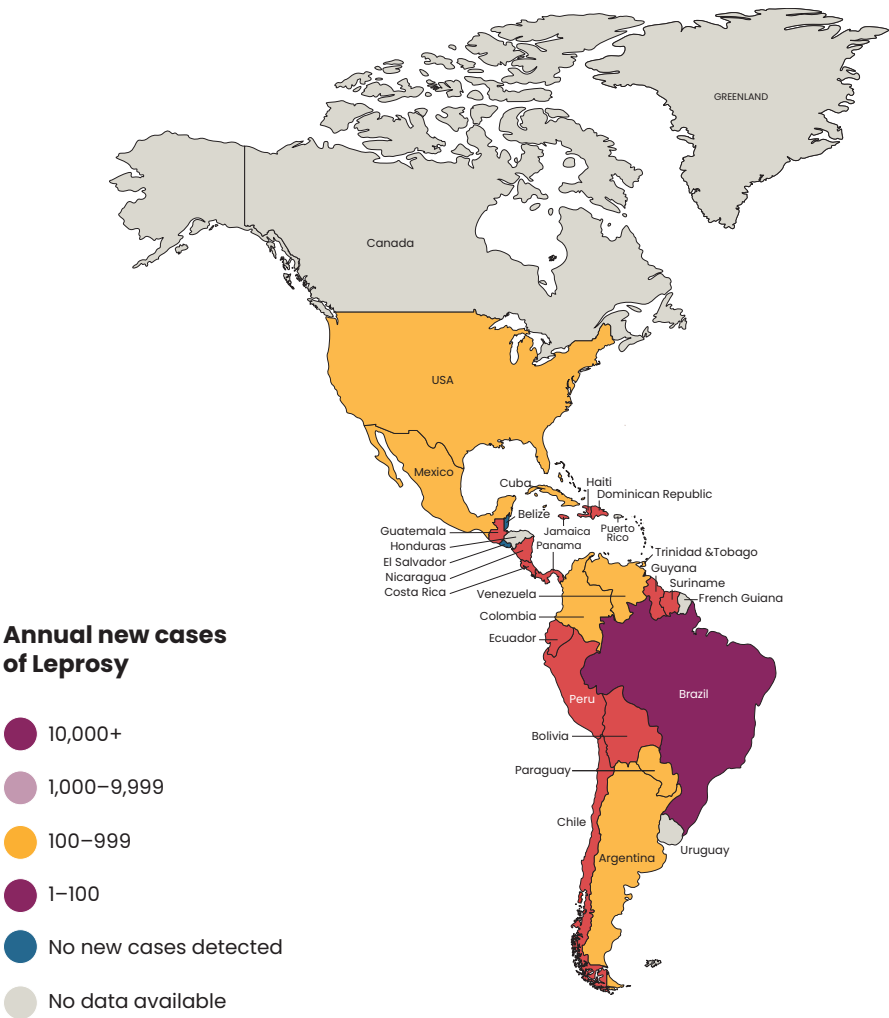 GREENLAND
Canada
USA
Mexico
Cuba
Haiti
Dominican Republic
Belize
Guatemala
Jamaica
Puerto
Rico
Honduras
Panama
El Salvador
Trinidad &Tobago
Nicaragua
Guyana
Costa Rica
Suriname
Venezuela
French Guiana
Colombia
Ecuador
Annual new cases
of Leprosy
Peru
Brazil
10,000+
Bolivia
Paraguay
1,000–9,999
Chile
100–999
Uruguay
Argentina
1–100
No new cases detected
No data available